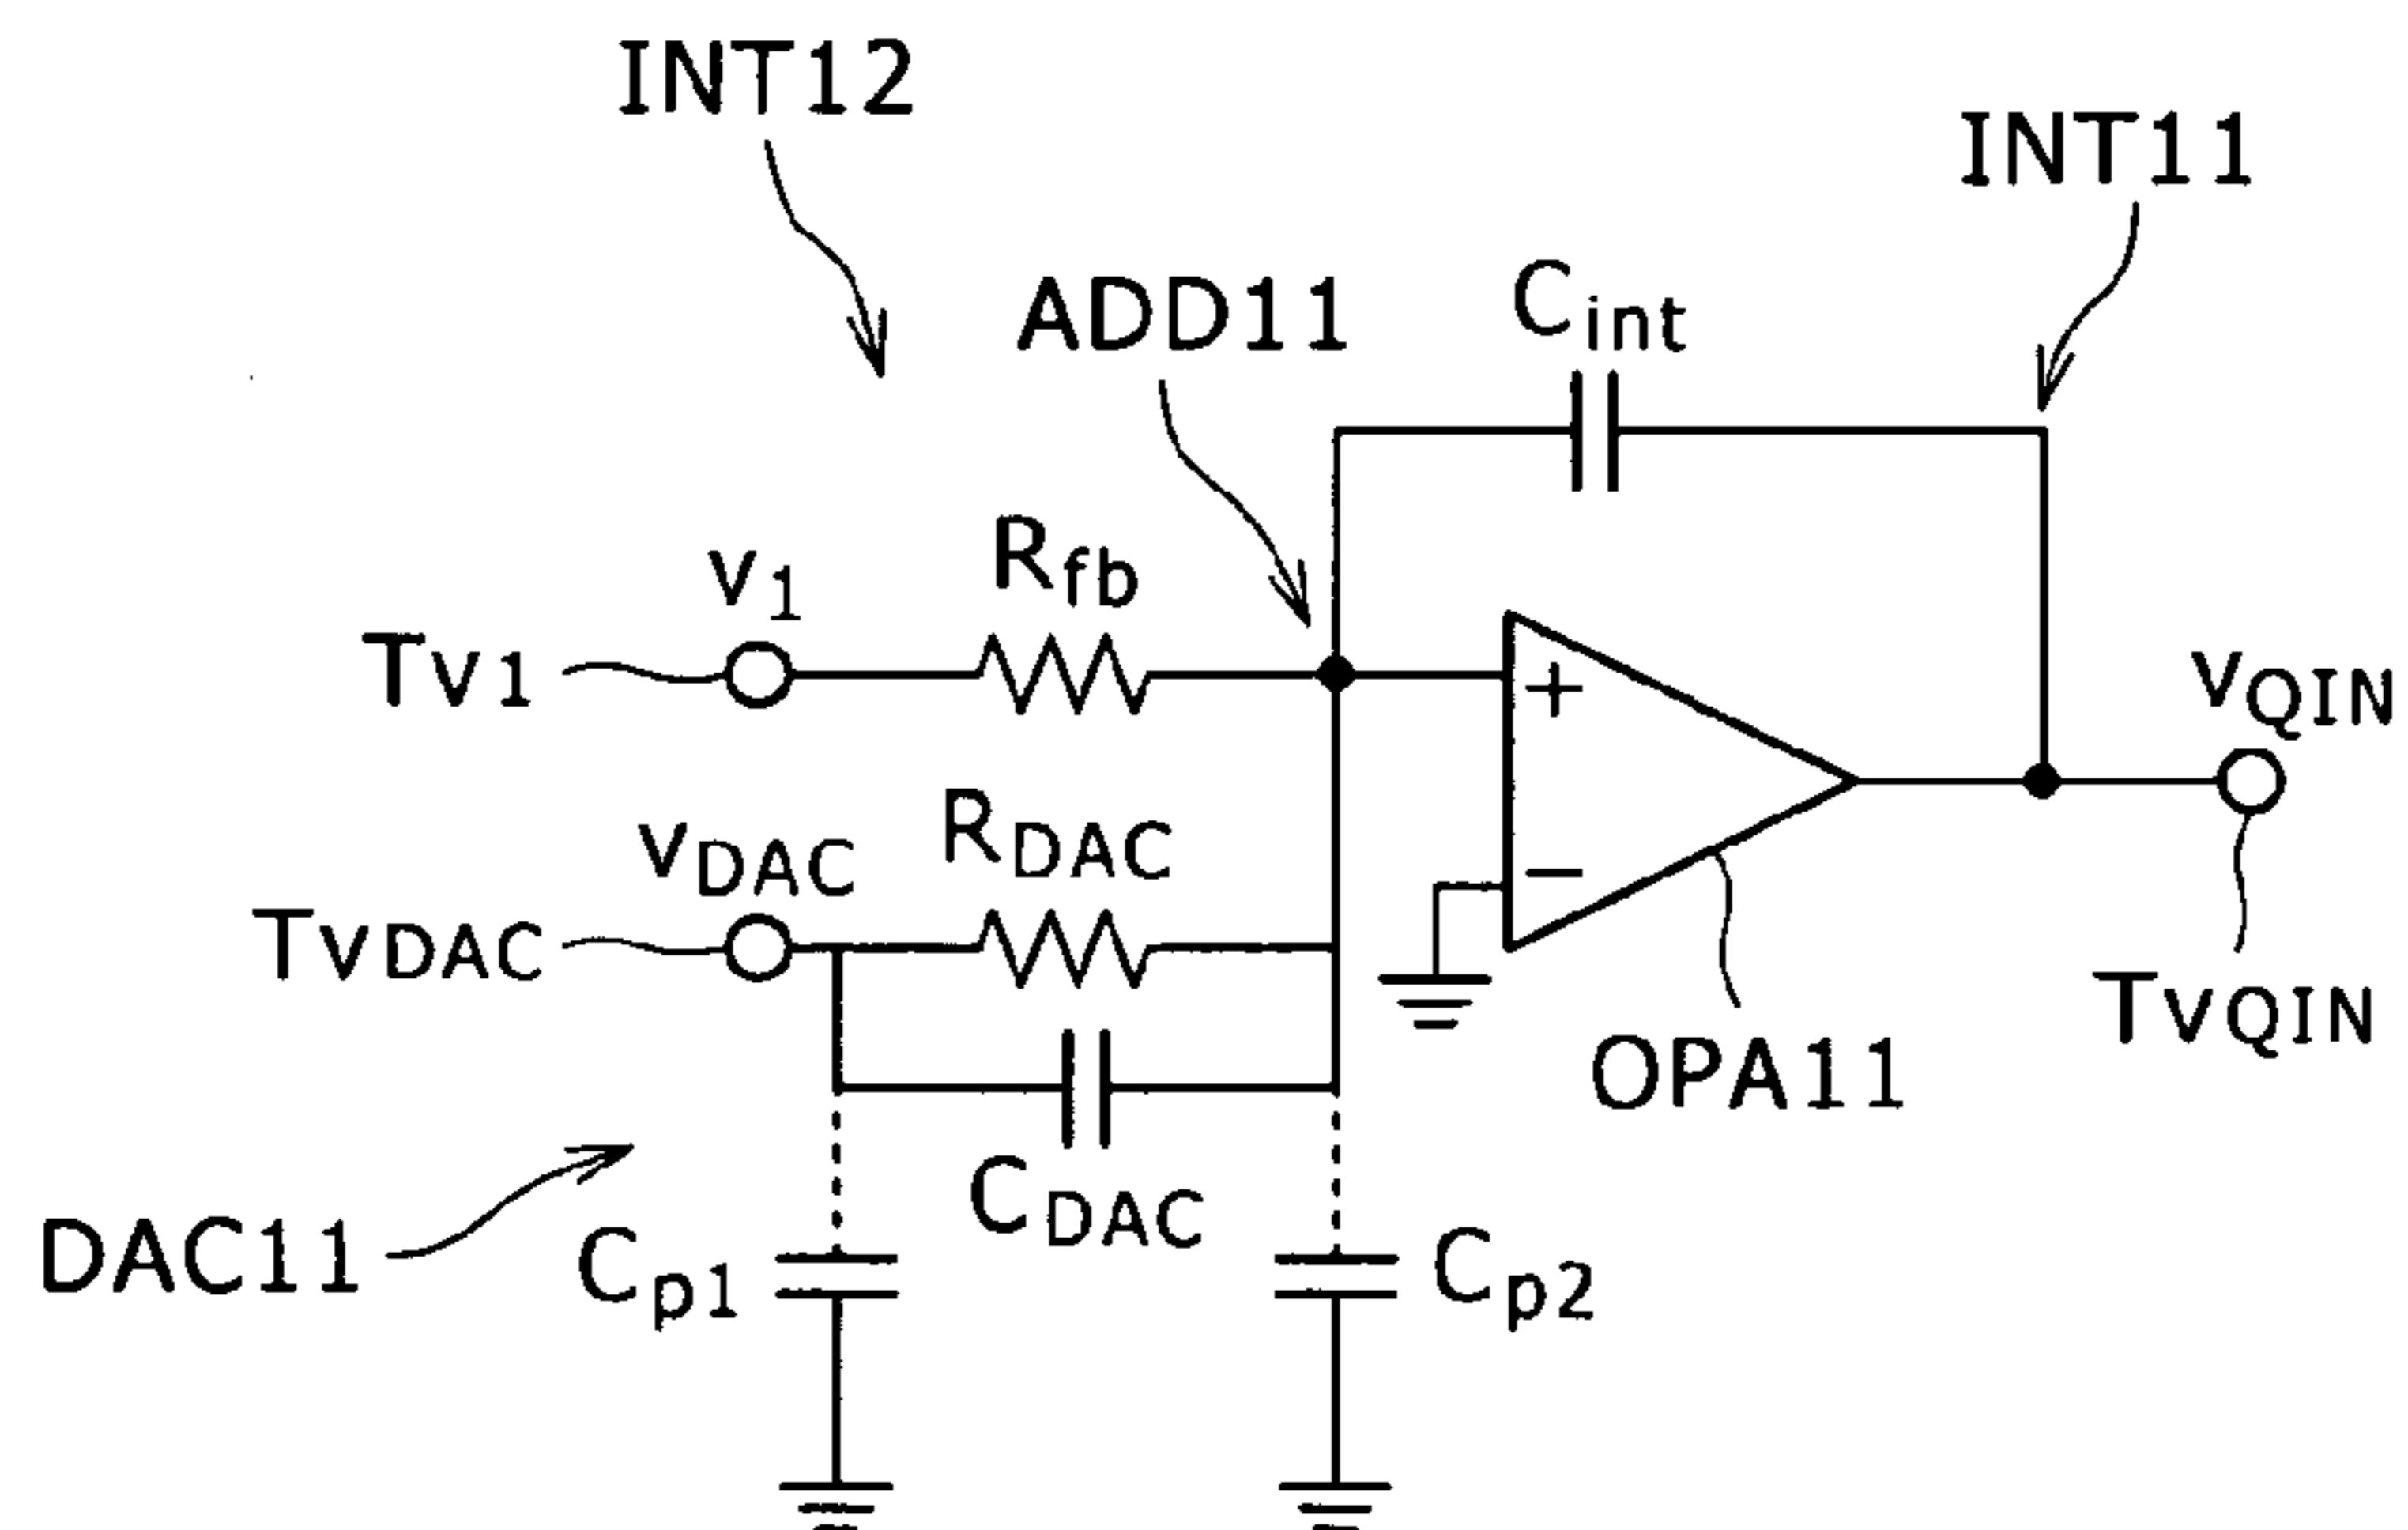 INT12
INT11
ADD11
Cint
v1
Rfb
Tv1
+
vQIN
vDAC
RDAC
TvDAC
−
TvQIN
OPA11
CDAC
DAC11
Cp1
Cp2